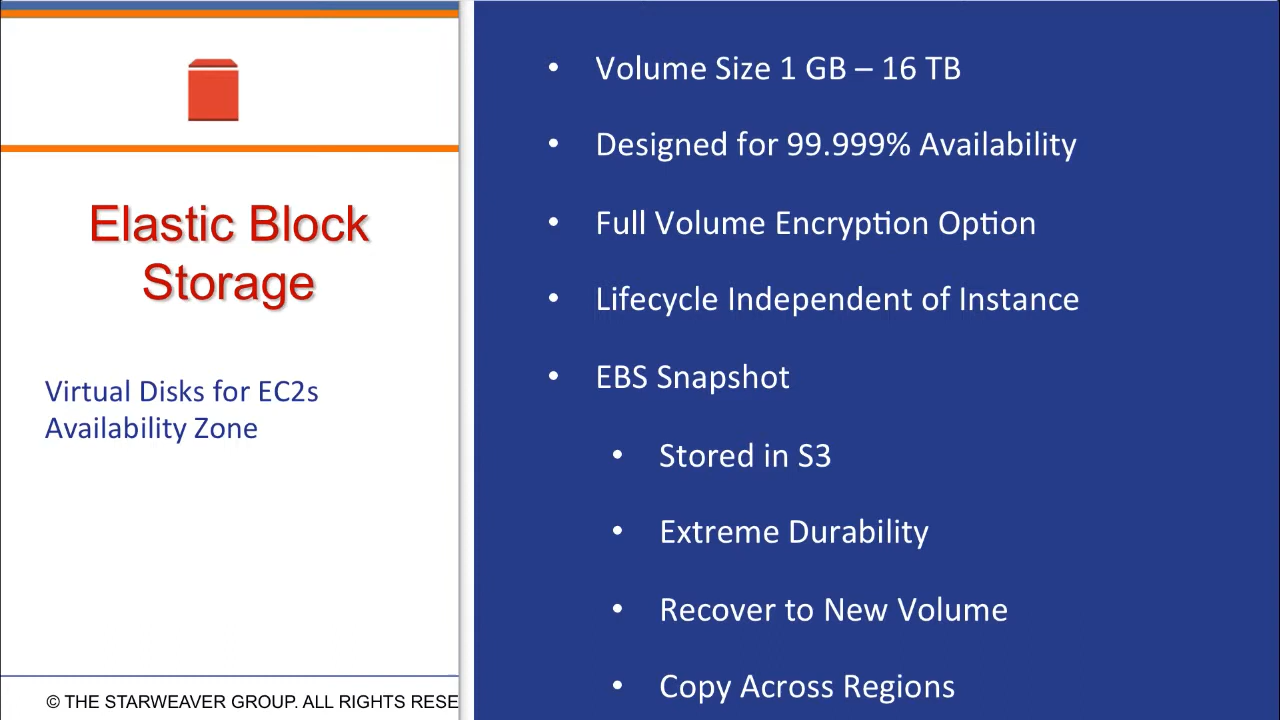 Elastic Block
Storage
Virtual Disks for EC2s
Availability Zone
© THE STARWEAVER GROUP. ALL RIGHTS RESE
• Volume Size 1 GB – 16 TB
• Designed for 99.999% Availability
• Full Volume Encryption Option
• Lifecycle Independent of Instance
• EBS Snapshot
• Stored in S3
• Extreme Durability
• Recover to New Volume
• Copy Across Regions